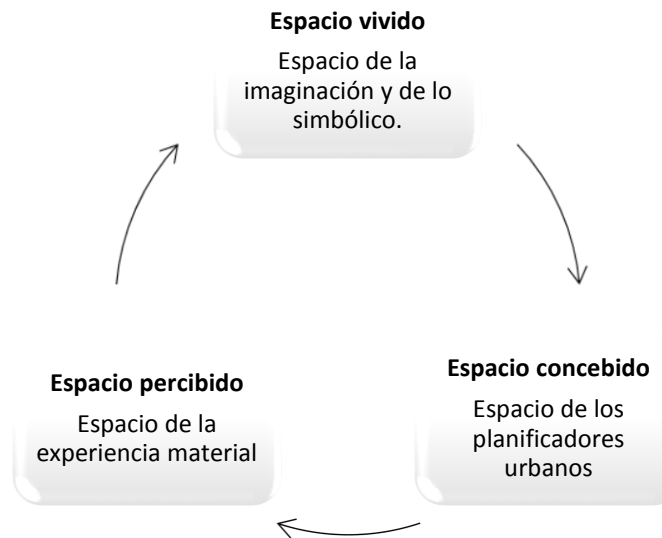 Espacio vivido
Espacio de la
imaginación y de lo
simbólico.
Espacio percibido
Espacio de la
experiencia material
Espacio concebido
Espacio de los
planificadores
urbanos